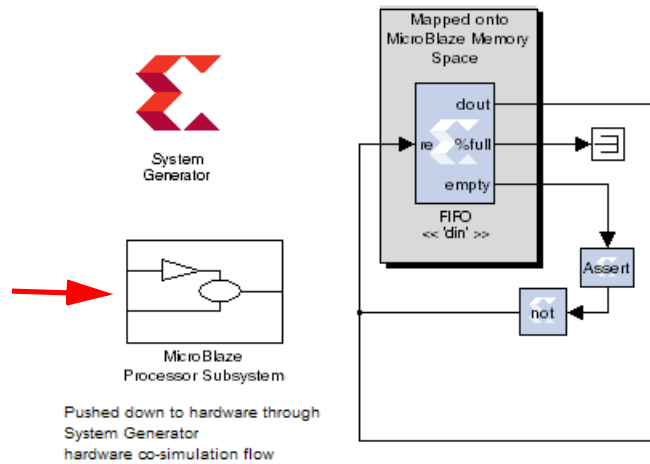 System
Generator
MicroBlaze
Processor Subsystem
Pushed down to hardware through
System Generator
hardware co-simulation flow
Mapped onto
MicroBlaze Memory
Space
dout
re %full
empty
FIFO
<< 'din' >>
Assert
not